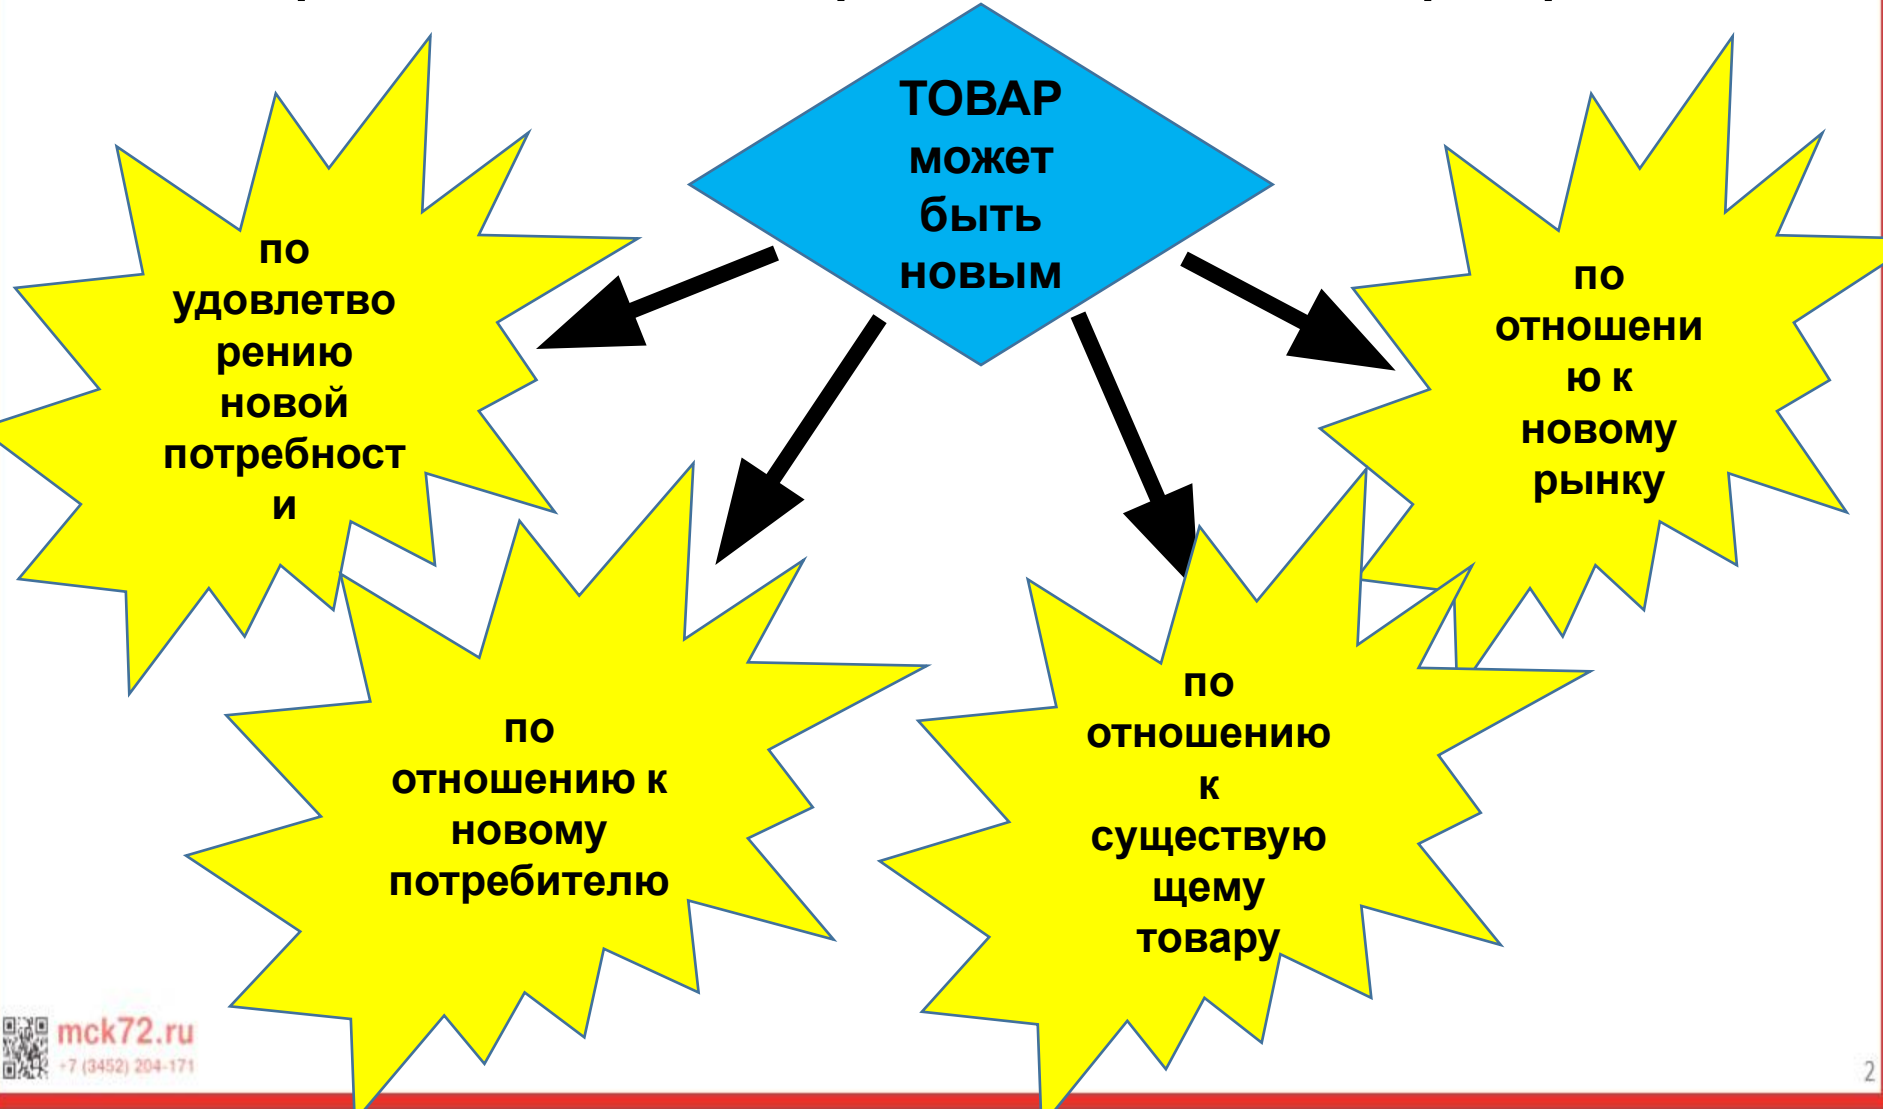 ТОВАР
может
быть
новым
по
удовлетво
рению
новой
потребност
и
по
отношению к
новому
потребителю
по
отношению
к
существую
щему
товару
по
отношени
ю к
новому
рынку
mck72.ru
+7 (3452) 204-171
2